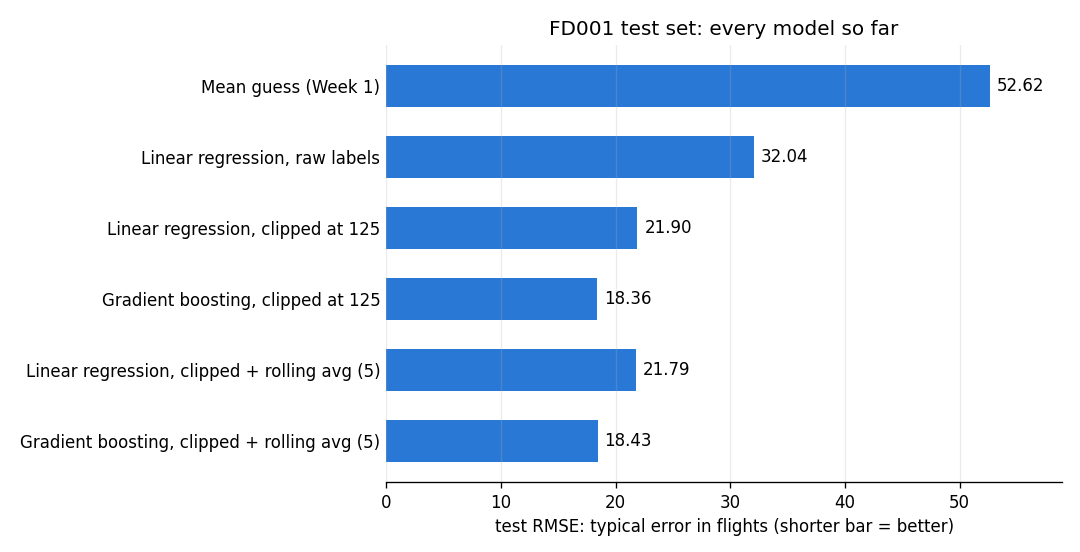 FD001 test set: every model so far
Mean guess (Week 1) 52.62
Linear regression, raw labels 32.04
Linear regression, clipped at 125 21.90
Gradient boosting, clipped at 125 18.36
Linear regression, clipped + rolling avg (5) 21.79
Gradient boosting, clipped + rolling avg (5) 18.43
0 10 20 30 40 50
test RMSE: typical error in flights (shorter bar = better)